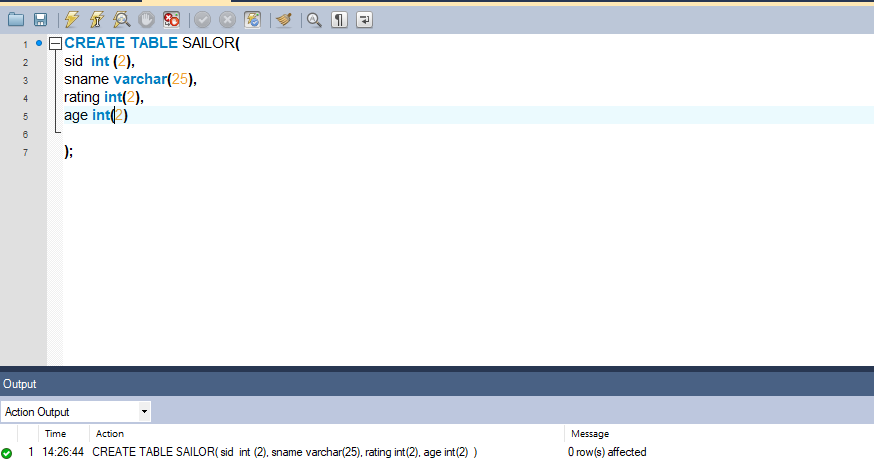 1 CREATE TABLE SAILOR(
2 sid  int (2),
3 sname varchar(25),
4 rating int(2),
5 age int(2)
6
7 );
Output
Action Output
Time Action Message
1 14:26:44 CREATE TABLE SAILOR( sid  int (2), sname varchar(25), rating int(2), age int(2)  ) 0 row(s) affected